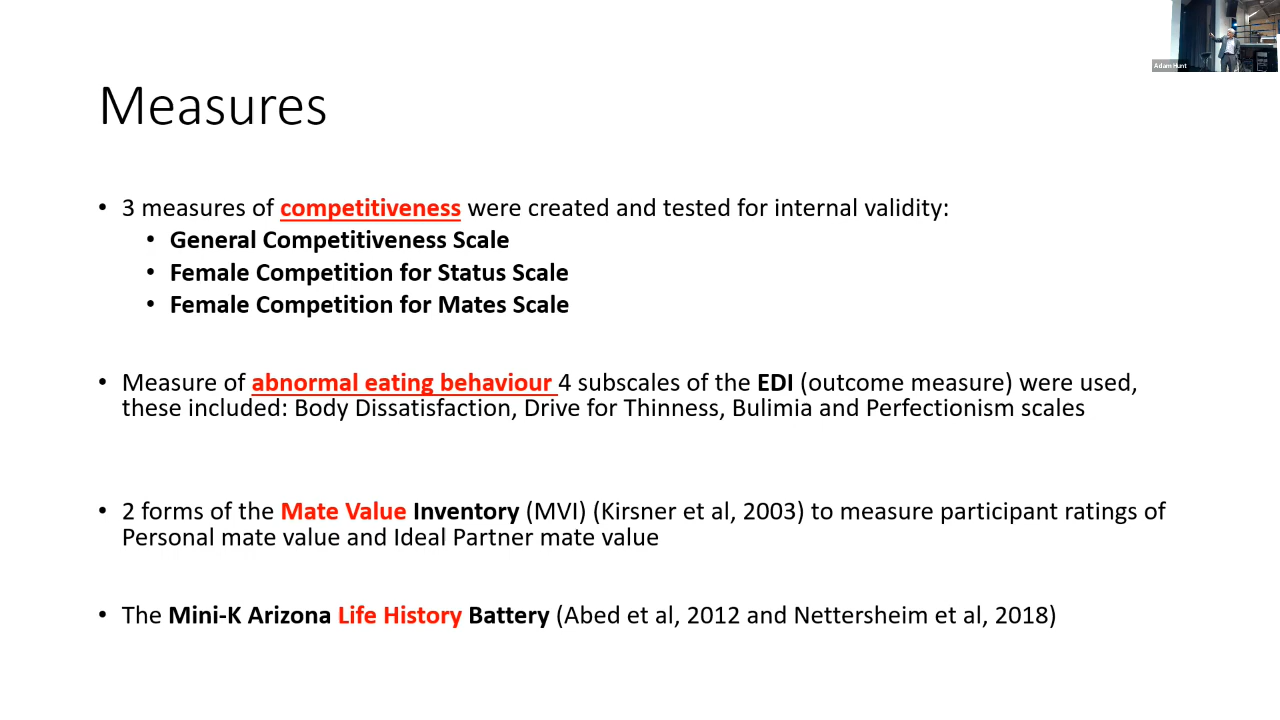 Adam Hunt
Measures
• 3 measures of competitiveness were created and tested for internal validity:
• General Competitiveness Scale
• Female Competition for Status Scale
• Female Competition for Mates Scale
• Measure of abnormal eating behaviour 4 subscales of the EDI (outcome measure) were used,
these included: Body Dissatisfaction, Drive for Thinness, Bulimia and Perfectionism scales
• 2 forms of the Mate Value Inventory (MVI) (Kirsner et al, 2003) to measure participant ratings of
Personal mate value and Ideal Partner mate value
• The Mini-K Arizona Life History Battery (Abed et al, 2012 and Nettersheim et al, 2018)